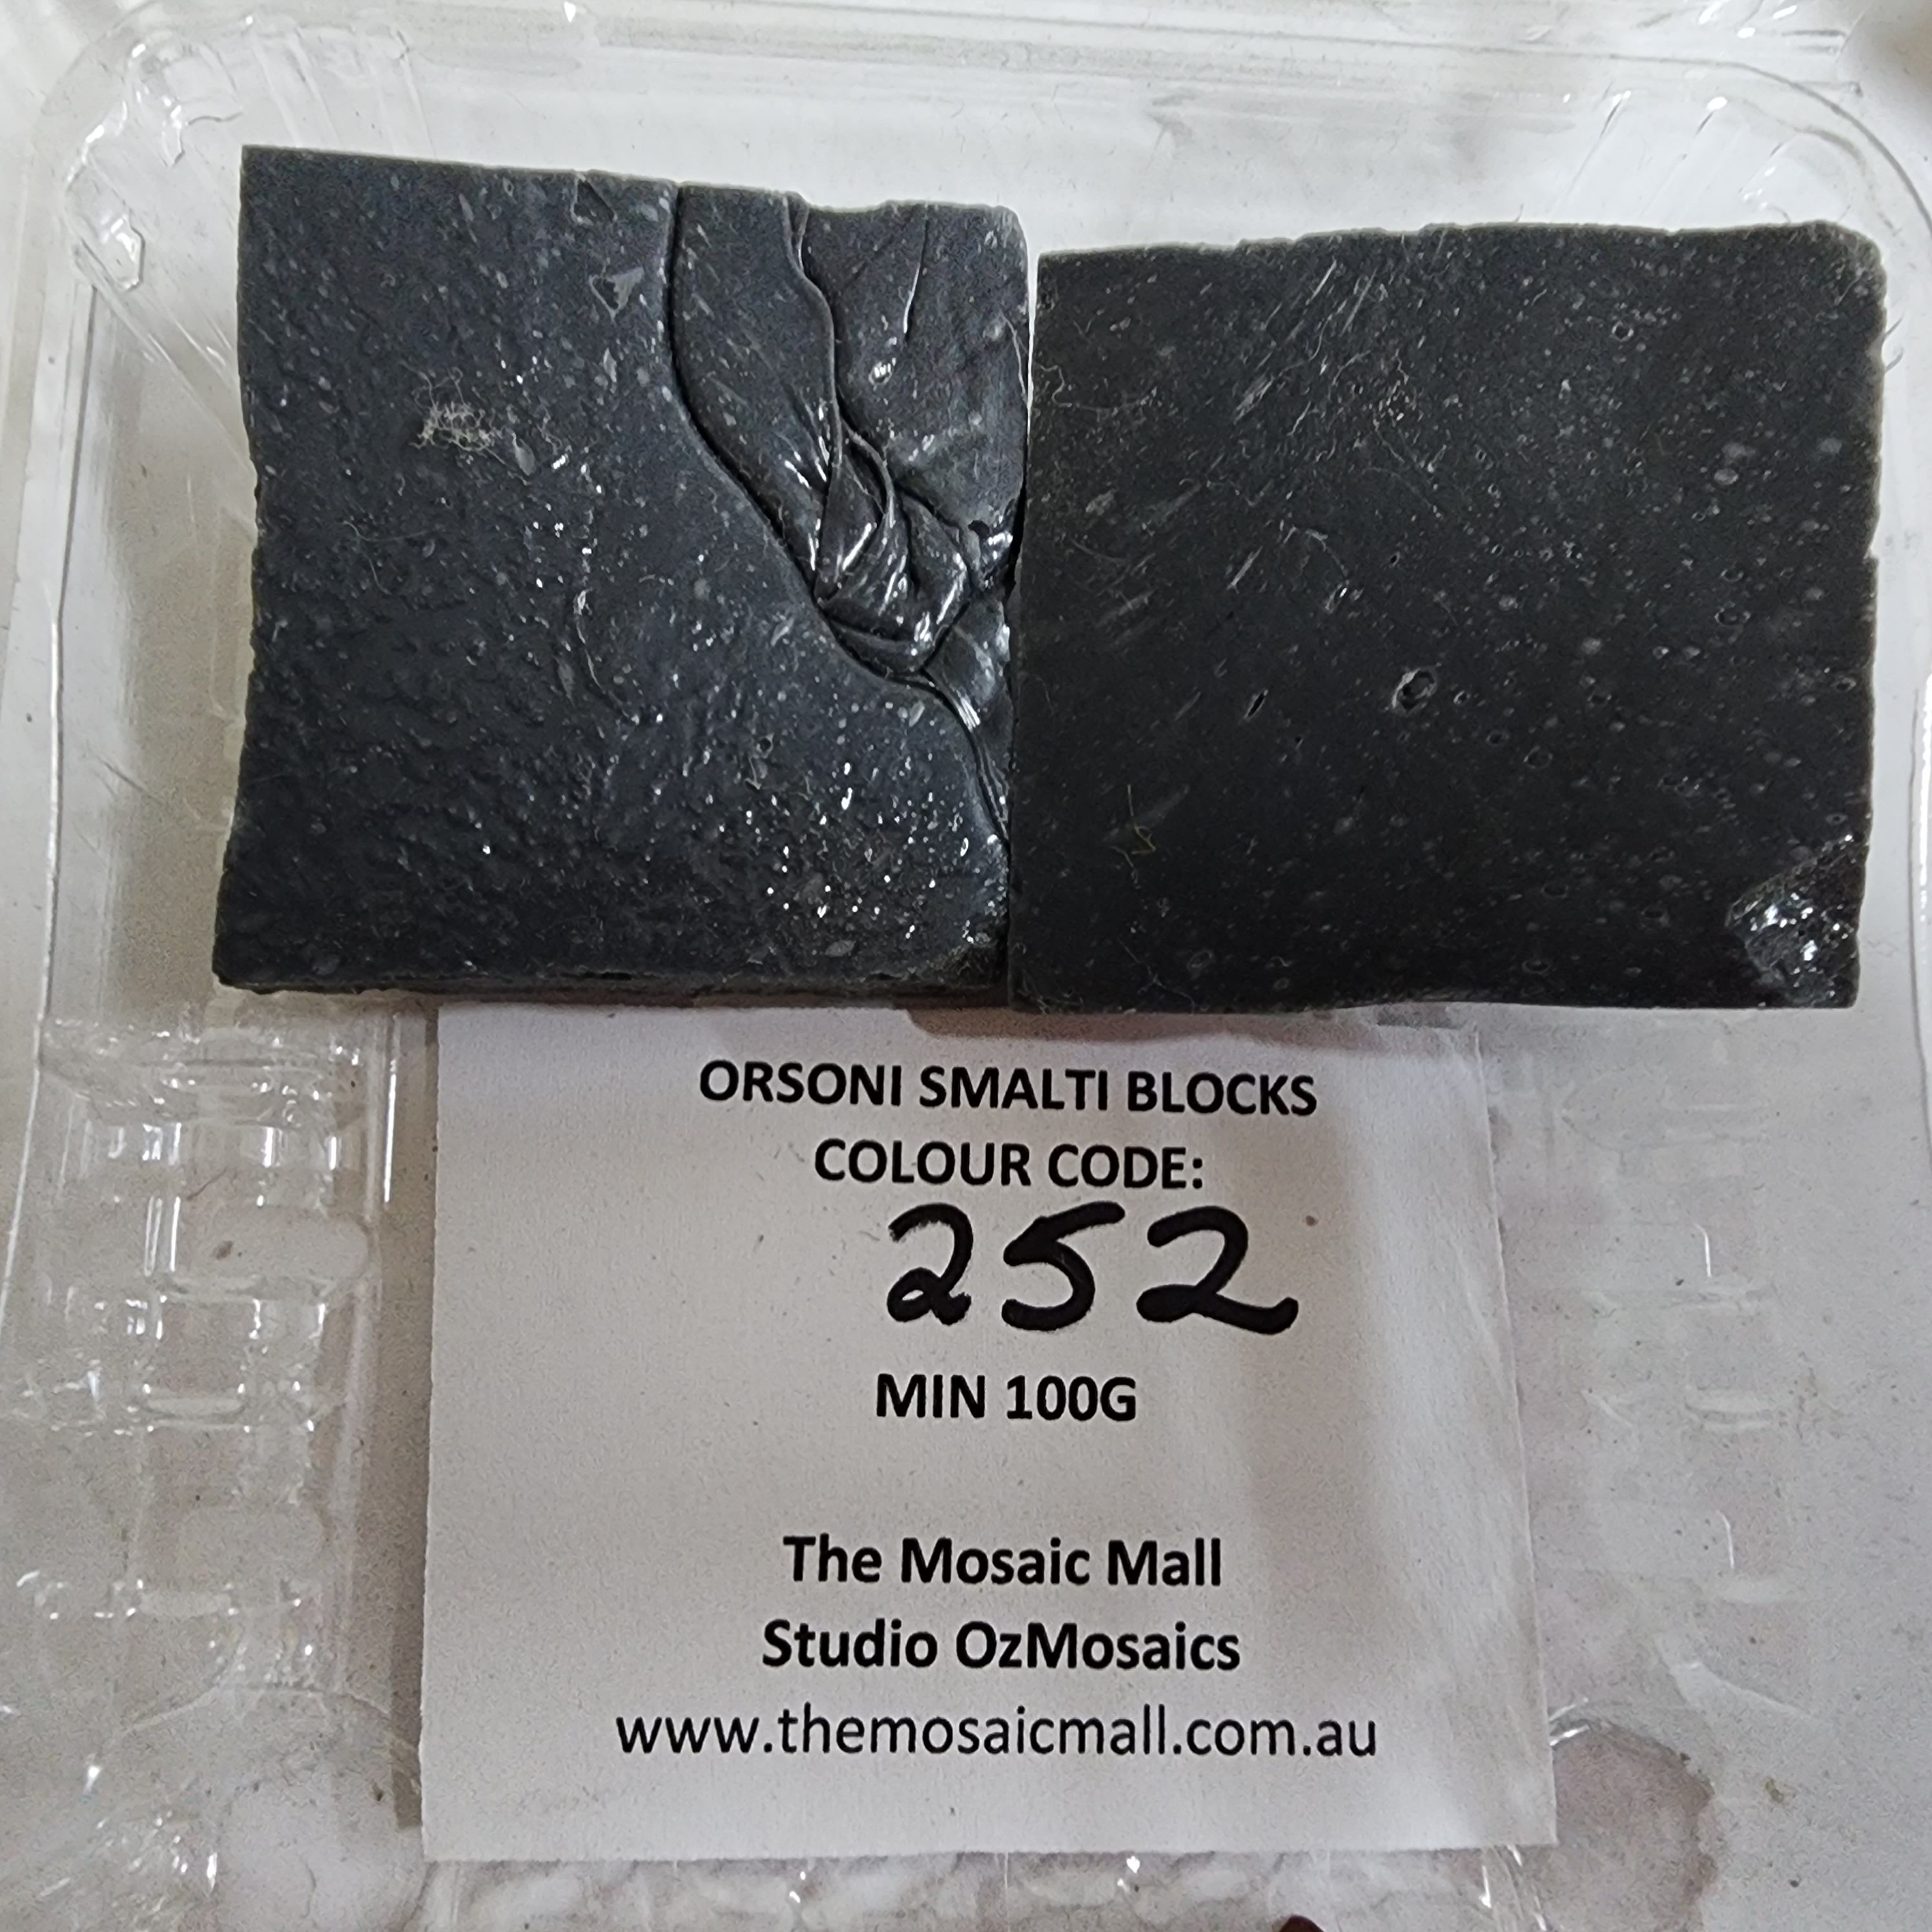 ORSONI SMALTI BLOCKS
COLOUR CODE:
252
MIN 100G
The Mosaic Mall
Studio OzMosaics
www.themosaicmall.com.au